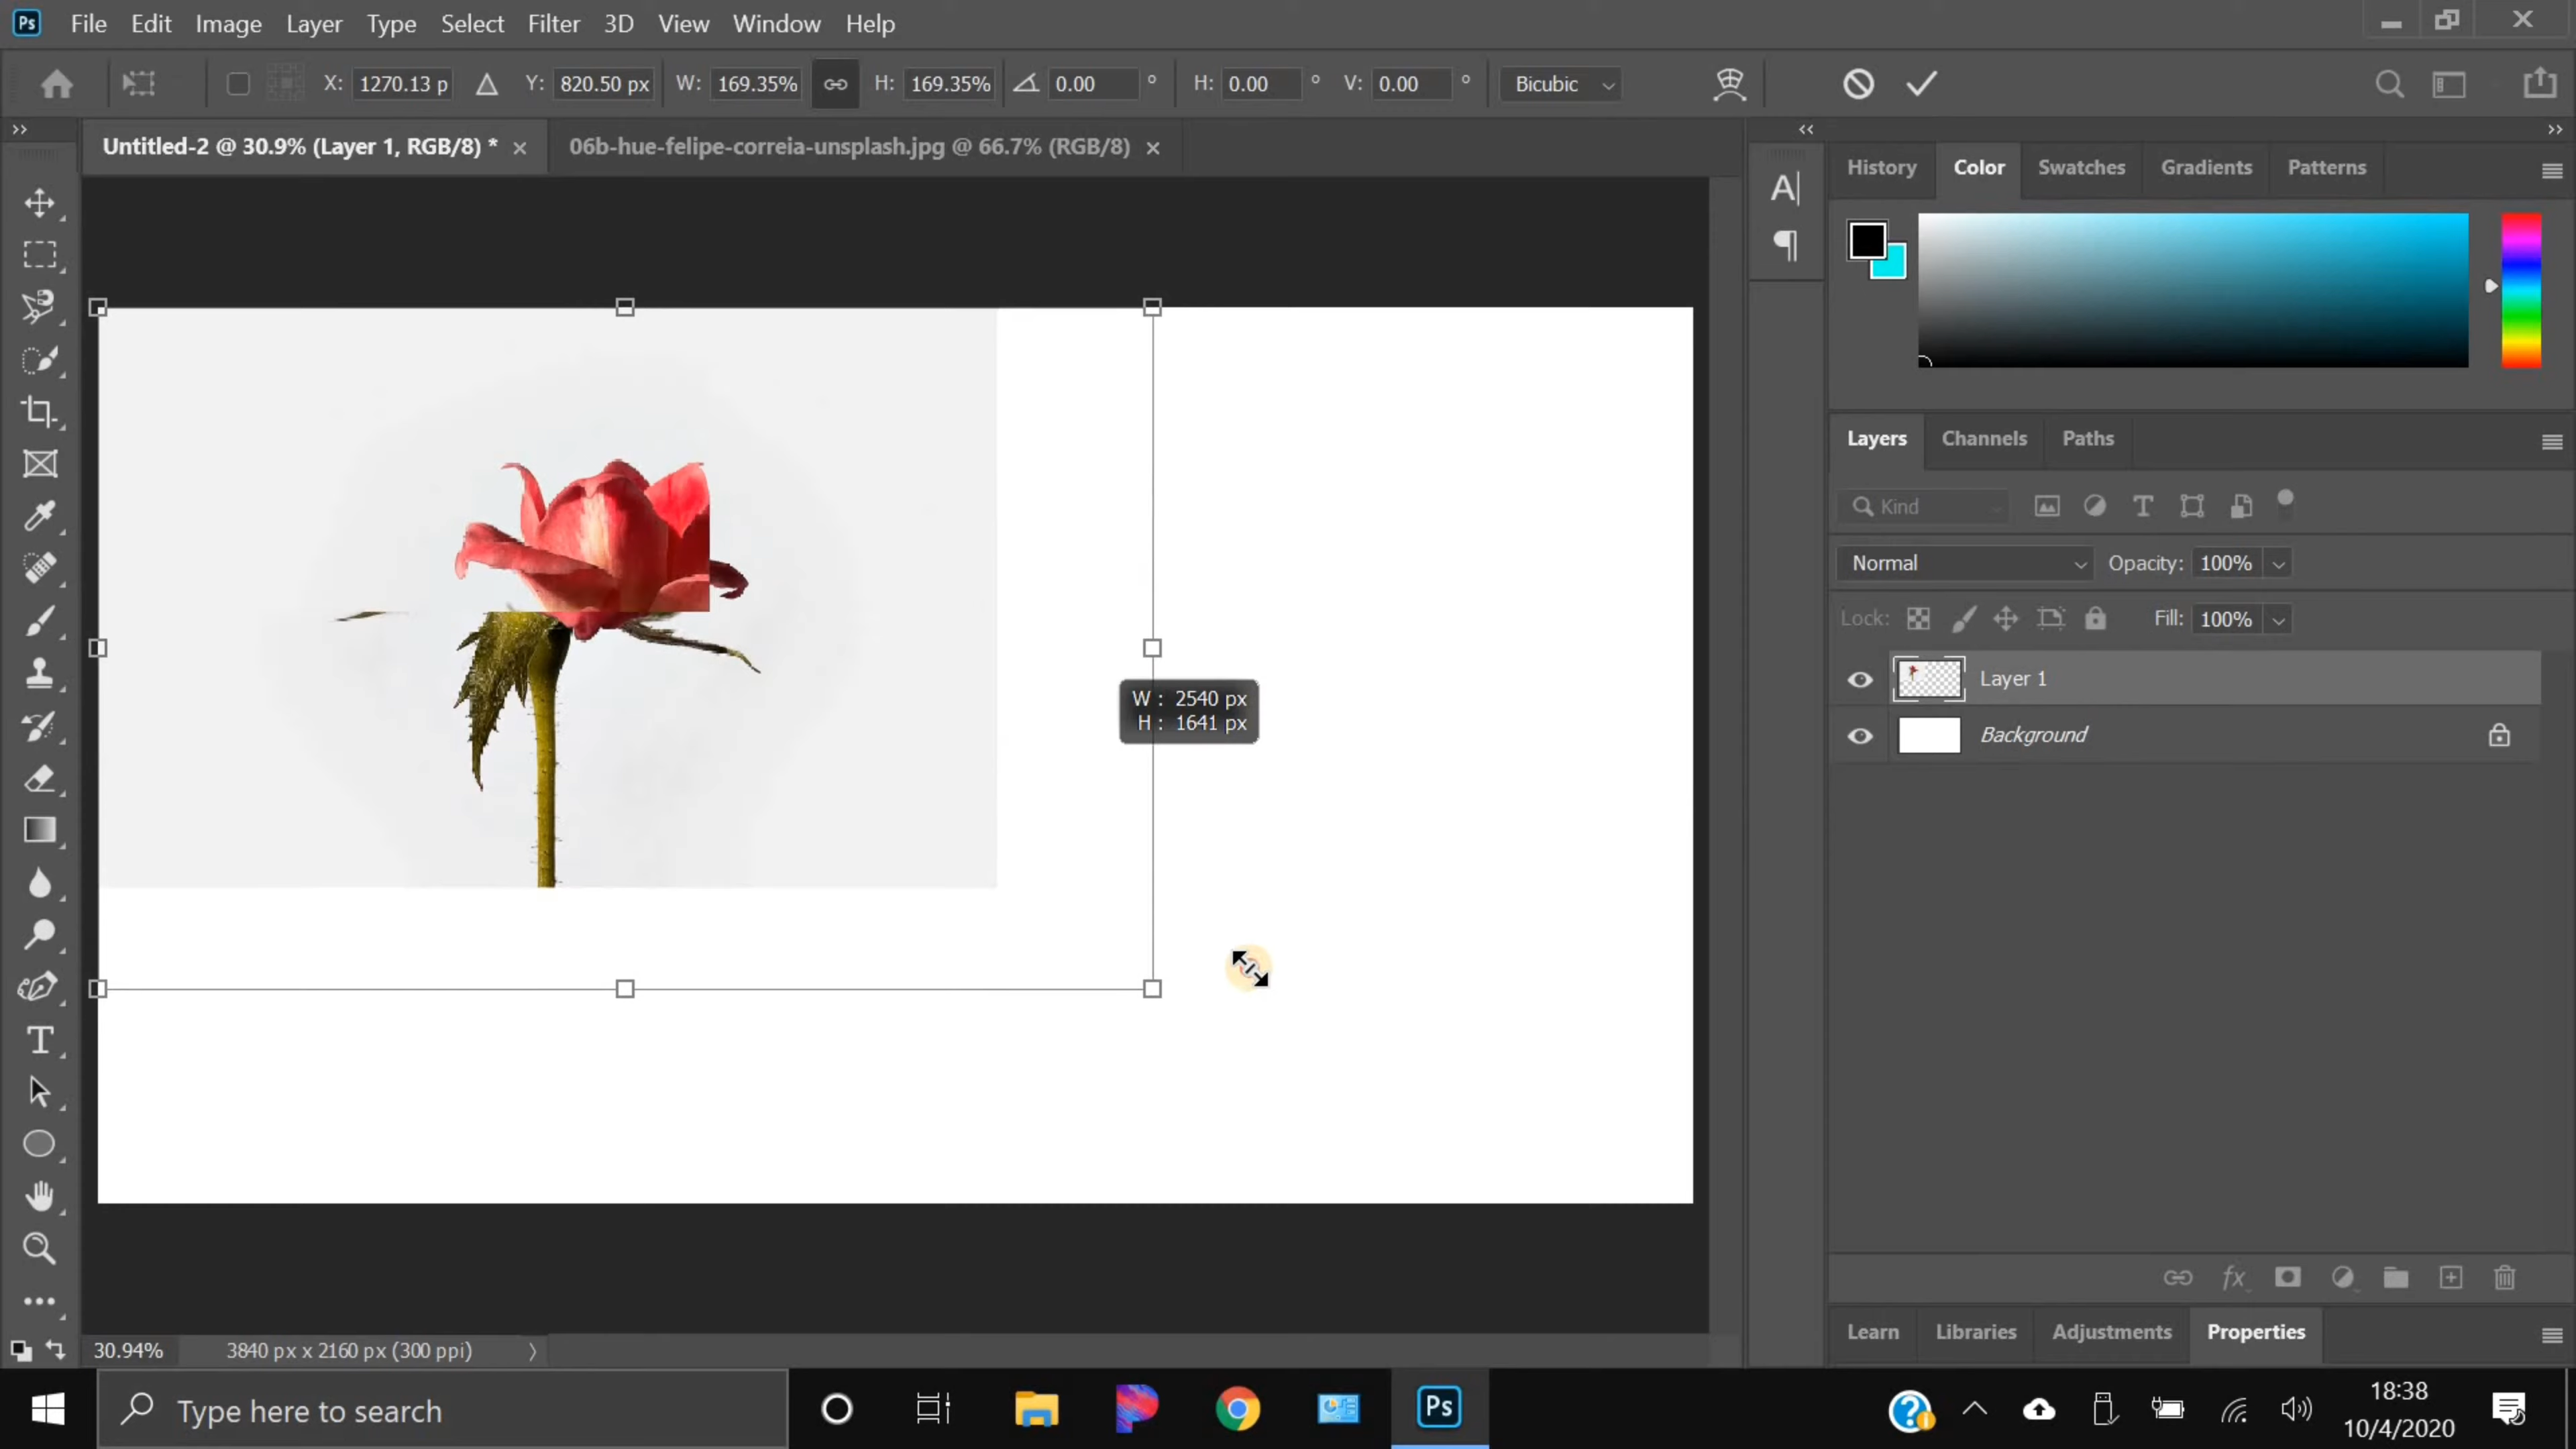 Ps File Edit Image Layer Type Select Filter 3D View Window Help
X: 1270.13 p Y: 820.50 px W: 169.35% H: 169.35% 0.00 ° H: 0.00 ° V: 0.00 ° Bicubic
Untitled-2 @ 30.9% (Layer 1, RGB/8) * × 06b-hue-felipe-correia-unsplash.jpg @ 66.7% (RGB/8) ×
History Color Swatches Gradients Patterns
A|
Layers Channels Paths
Kind
Normal Opacity: 100%
Lock: Fill: 100%
Layer 1
Background
W : 2540 px
H : 1641 px
T
fx
Learn Libraries Adjustments Properties
30.94% 3840 px x 2160 px (300 ppi)
Type here to search
Ps
18:38
10/4/2020